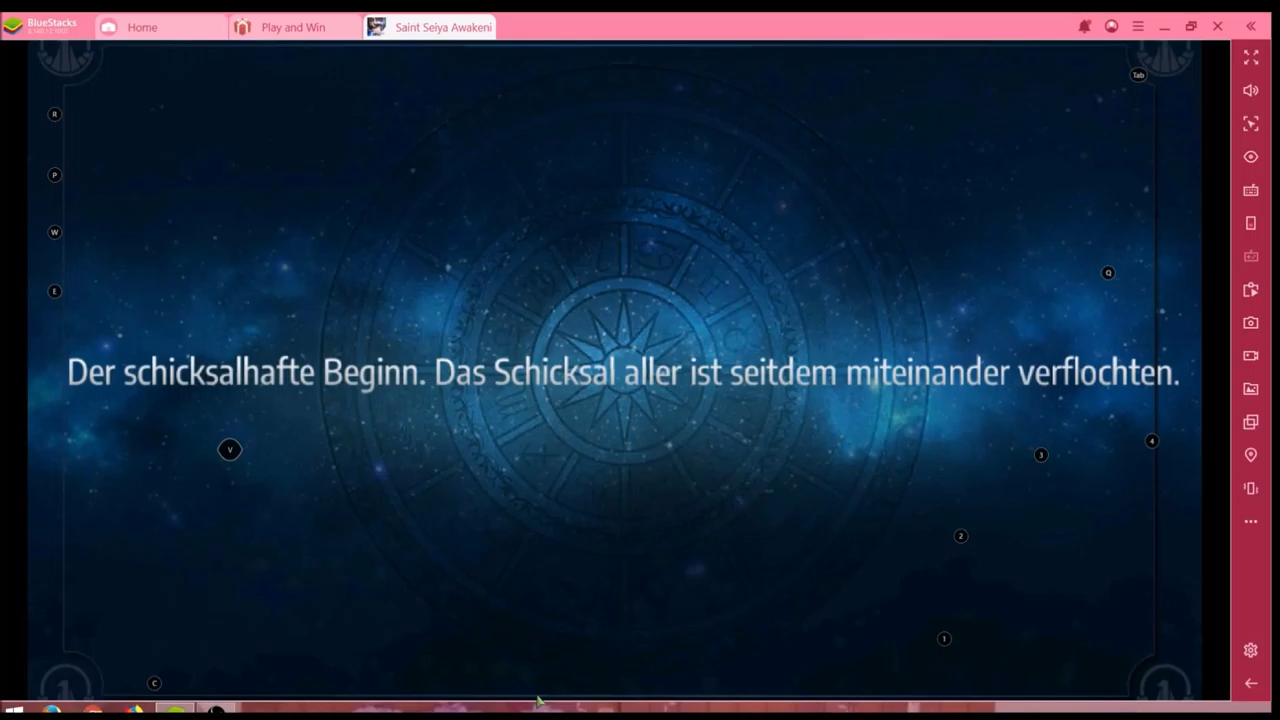 BlueStacks
Home
Play and Win
Saint Seiya Awakeni
Tab
R
P
W
E
Q
Der schicksalhafte Beginn. Das Schicksal aller ist seitdem miteinander verflochten.
V
4
3
2
1
C